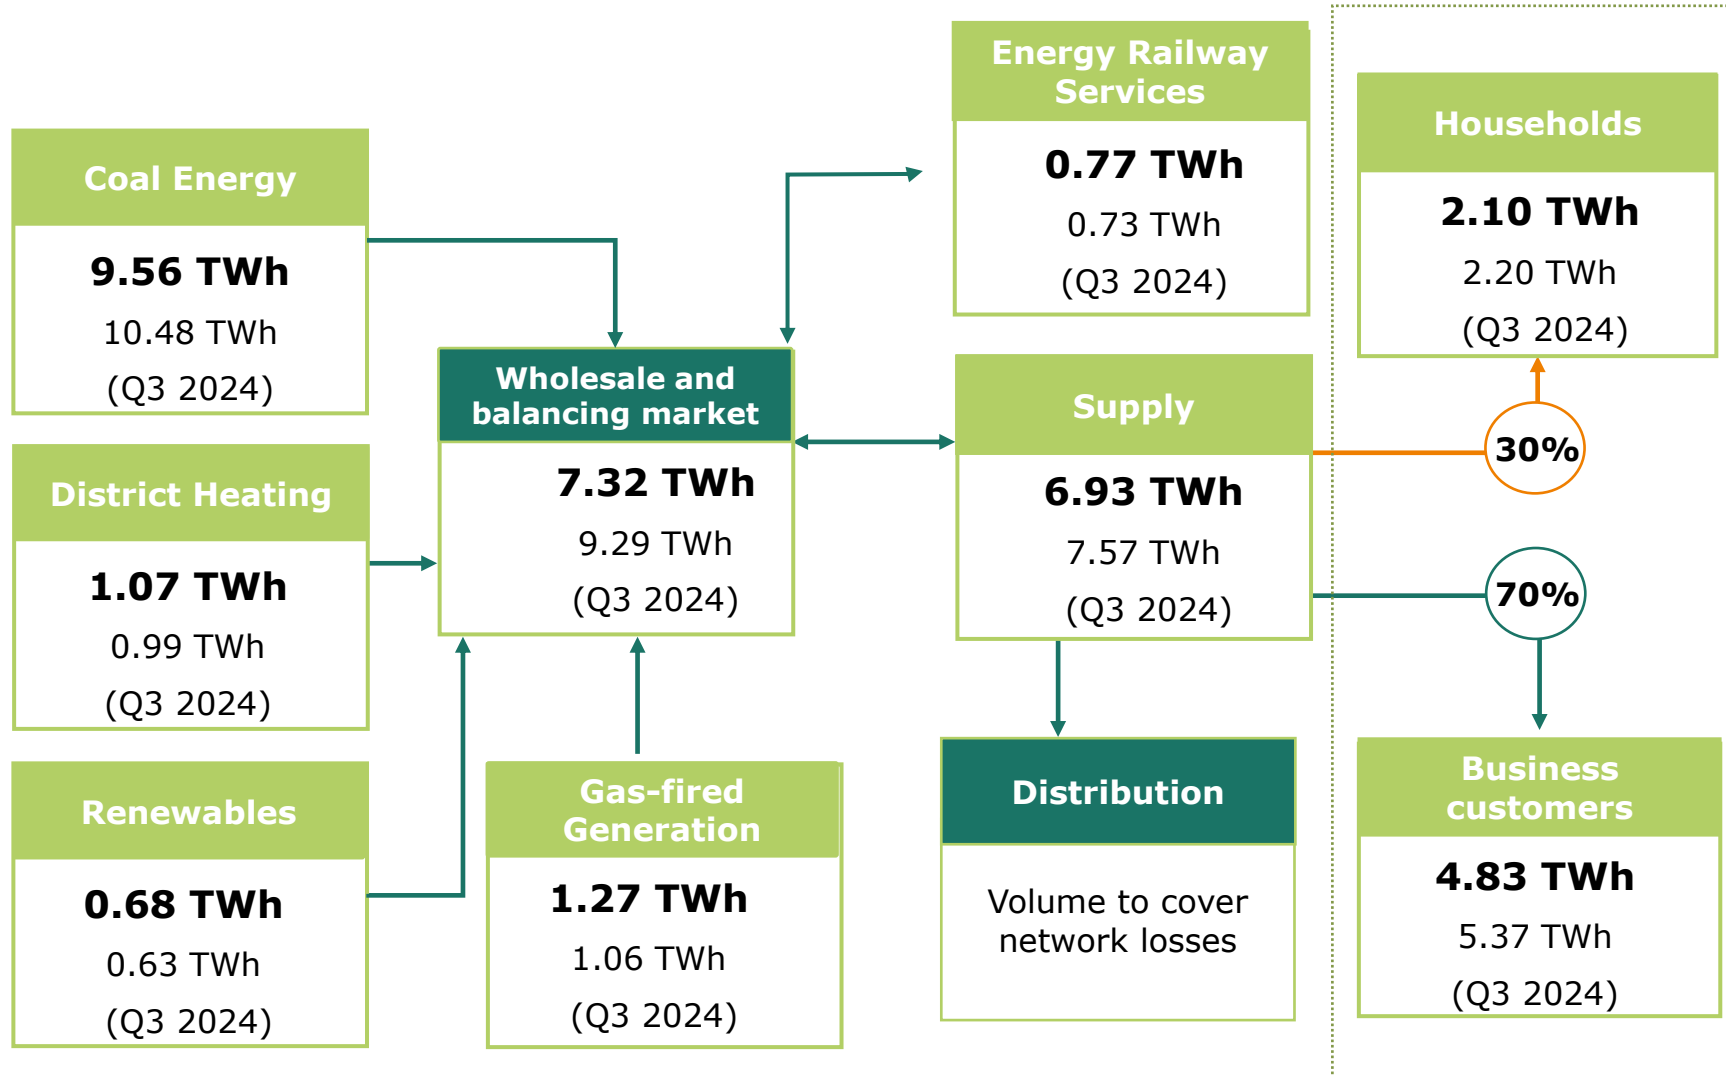 Coal Energy
9.56 TWh
10.48 TWh
(Q3 2024)
District Heating
1.07 TWh
0.99 TWh
(Q3 2024)
Renewables
0.68 TWh
0.63 TWh
(Q3 2024)
Wholesale and
balancing market
7.32 TWh
9.29 TWh
(Q3 2024)
Gas-fired
Generation
1.27 TWh
1.06 TWh
(Q3 2024)
Energy Railway
Services
0.77 TWh
0.73 TWh
(Q3 2024)
Supply
6.93 TWh
7.57 TWh
(Q3 2024)
Distribution
Volume to cover
network losses
Households
2.10 TWh
2.20 TWh
(Q3 2024)
30%
70%
Business
customers
4.83 TWh
5.37 TWh
(Q3 2024)